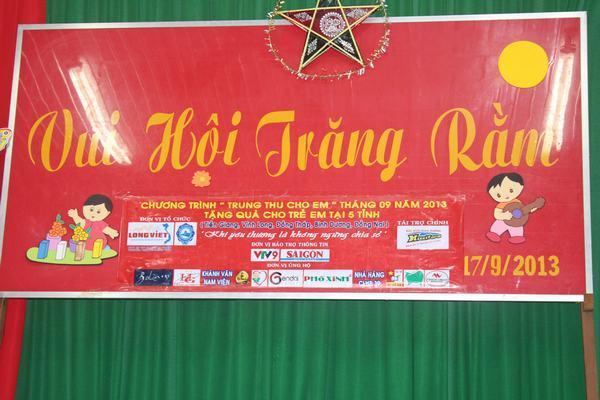 Vui Hội Trăng Rằm
CHƯƠNG TRÌNH " TRUNG THU CHO EM " THÁNG 09 NĂM 2013
TẶNG QUÀ CHO TRẺ EM TẠI 5 TỈNH
( Tiền Giang, Vĩnh Long, Đồng Tháp, Bình Dương, Đồng Nai )
" Khi yêu thương là không ngừng chia sẻ "
ĐƠN VỊ TỔ CHỨC
LONG VIỆT
TÀI TRỢ CHÍNH
ĐƠN VỊ BẢO TRỢ THÔNG TIN
VTV9 SAIGON
ĐƠN VỊ ỦNG HỘ
KHÁNH VÂN
NAM VIÊN
PHỐ XINH
NHÀ HÀNG
17/9/2013